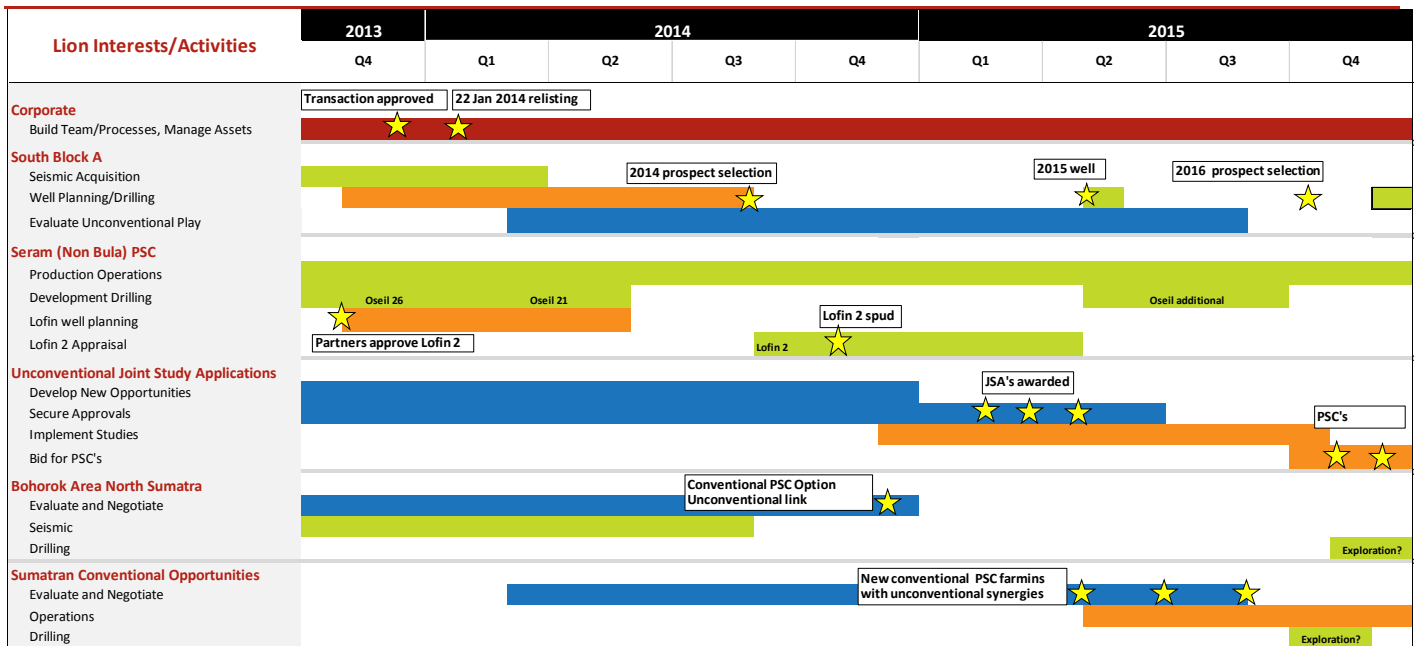 Lion Interests/Activities
2013 2014 2015
Q4 Q1 Q2 Q3 Q4 Q1 Q2 Q3 Q4
Transaction approved 22 Jan 2014 relisting
Corporate
Build Team/Processes, Manage Assets
South Block A
Seismic Acquisition
2014 prospect selection 2015 well 2016 prospect selection
Well Planning/Drilling
Evaluate Unconventional Play
Seram (Non Bula) PSC
Production Operations
Development Drilling Oseil 26 Oseil 21 Oseil additional
Lofin well planning Lofin 2 spud
Partners approve Lofin 2
Lofin 2 Appraisal Lofin 2
Unconventional Joint Study Applications
Develop New Opportunities JSA's awarded
Secure Approvals PSC's
Implement Studies
Bid for PSC's
Bohorok Area North Sumatra
Conventional PSC Option
Unconventional link
Evaluate and Negotiate
Seismic
Drilling Exploration?
Sumatran Conventional Opportunities
New conventional PSC farmins
with unconventional synergies
Evaluate and Negotiate
Operations
Drilling Exploration?